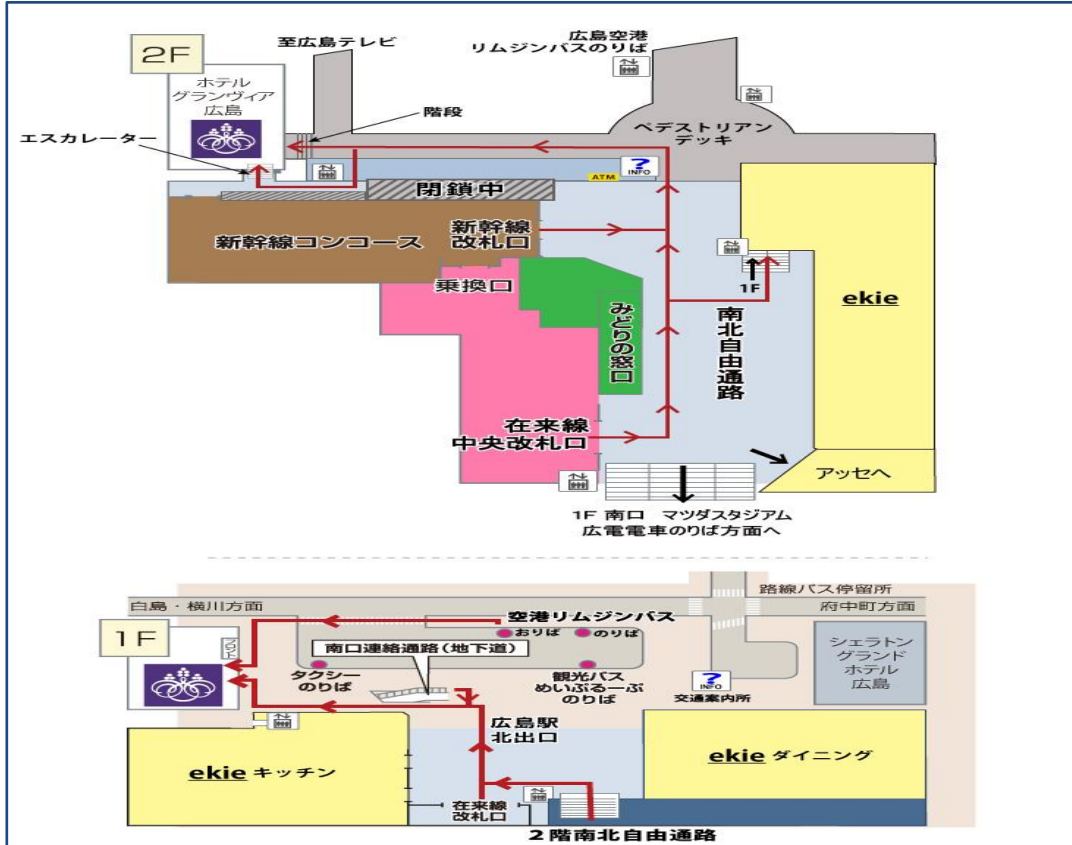 2F
ホテル
グランヴィア
広島
至広島テレビ
広島空港
リムジンバスのりば
階段
エスカレーター
ペデストリアン
デッキ
?
INFO
ATM
閉鎖中
新幹線コンコース
新幹線
改札口
乗換口
みどりの窓口
1F
南北自由通路
ekie
在来線
中央改札口
アッセへ
1F 南口 マツダスタジアム
広電電車のりば方面へ
1F
白島・横川方面
路線バス停留所
府中町方面
空港リムジンバス
おりば
のりば
フロント
南口連絡通路(地下道)
タクシー
のりば
観光バス
めいぷるーぷ
のりば
?
INFO
交通案内所
シェラトン
グランド
ホテル
広島
広島駅
北出口
ekie キッチン
ekie ダイニング
在来線
改札口
2階南北自由通路